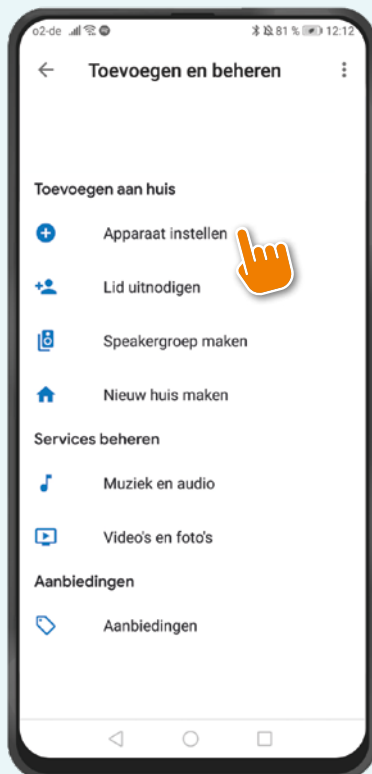 o2-de 81 % 12:12
Toevoegen en beheren
Toevoegen aan huis
Apparaat instellen
Lid uitnodigen
Speakergroep maken
Nieuw huis maken
Services beheren
Muziek en audio
Video's en foto's
Aanbiedingen
Aanbiedingen